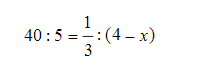 40 : 5 = 1/3 : (4 – x)